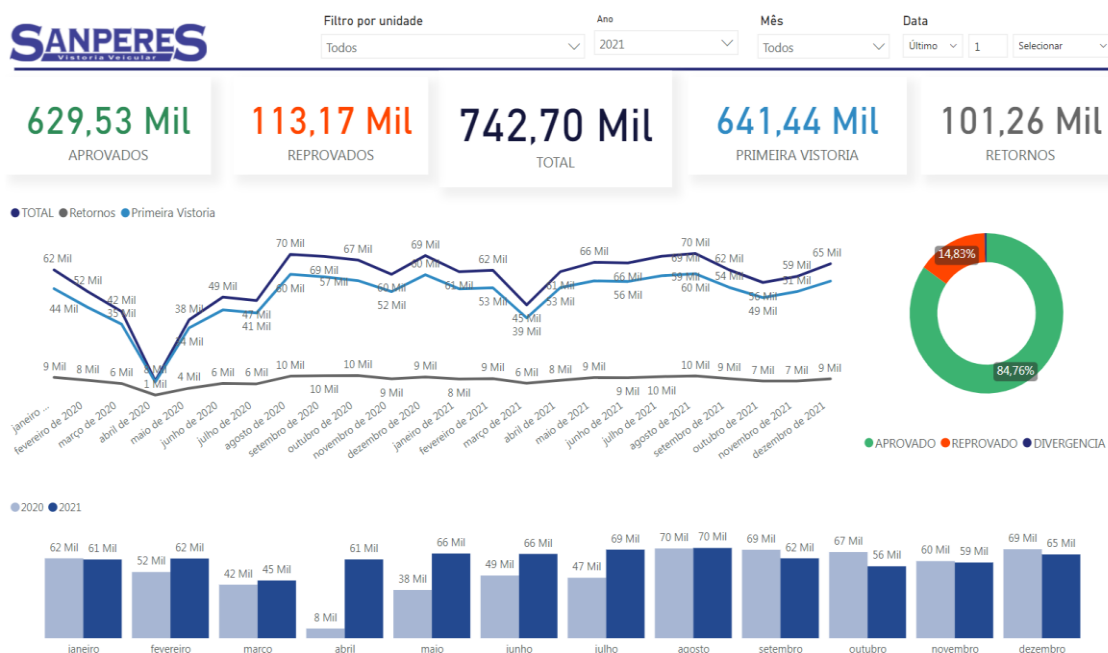 SANPERES
Vistoria Veicular
Filtro por unidade
Todos
Ano
2021
Mês
Todos
Data
Último 1 Selecionar
629,53 Mil
APROVADOS
113,17 Mil
REPROVADOS
742,70 Mil
TOTAL
641,44 Mil
PRIMEIRA VISTORIA
101,26 Mil
RETORNOS
TOTAL Retornos Primeira Vistoria
62 Mil 52 Mil 42 Mil 8 Mil 38 Mil 49 Mil 47 Mil 70 Mil 69 Mil 67 Mil 60 Mil 69 Mil 61 Mil 62 Mil 45 Mil 61 Mil 66 Mil 66 Mil 69 Mil 70 Mil 62 Mil 56 Mil 59 Mil 65 Mil
44 Mil 35 Mil 41 Mil 60 Mil 57 Mil 52 Mil 60 Mil 53 Mil 39 Mil 53 Mil 56 Mil 59 Mil 60 Mil 54 Mil 49 Mil 51 Mil
9 Mil 8 Mil 6 Mil 1 Mil 4 Mil 6 Mil 6 Mil 10 Mil 10 Mil 10 Mil 9 Mil 9 Mil 8 Mil 9 Mil 6 Mil 8 Mil 9 Mil 9 Mil 10 Mil 10 Mil 9 Mil 7 Mil 7 Mil 9 Mil
janeiro ... fevereiro de 2020 março de 2020 abril de 2020 maio de 2020 junho de 2020 julho de 2020 agosto de 2020 setembro de 2020 outubro de 2020 novembro de 2020 dezembro de 2020 janeiro de 2021 fevereiro de 2021 março de 2021 abril de 2021 maio de 2021 junho de 2021 julho de 2021 agosto de 2021 setembro de 2021 outubro de 2021 novembro de 2021 dezembro de 2021
14,83%
84,76%
APROVADO REPROVADO DIVERGENCIA
2020 2021
62 Mil 61 Mil 52 Mil 62 Mil 42 Mil 45 Mil 8 Mil 61 Mil 38 Mil 66 Mil 49 Mil 66 Mil 47 Mil 69 Mil 70 Mil 70 Mil 69 Mil 62 Mil 67 Mil 56 Mil 60 Mil 59 Mil 69 Mil 65 Mil
janeiro fevereiro março abril maio junho julho agosto setembro outubro novembro dezembro